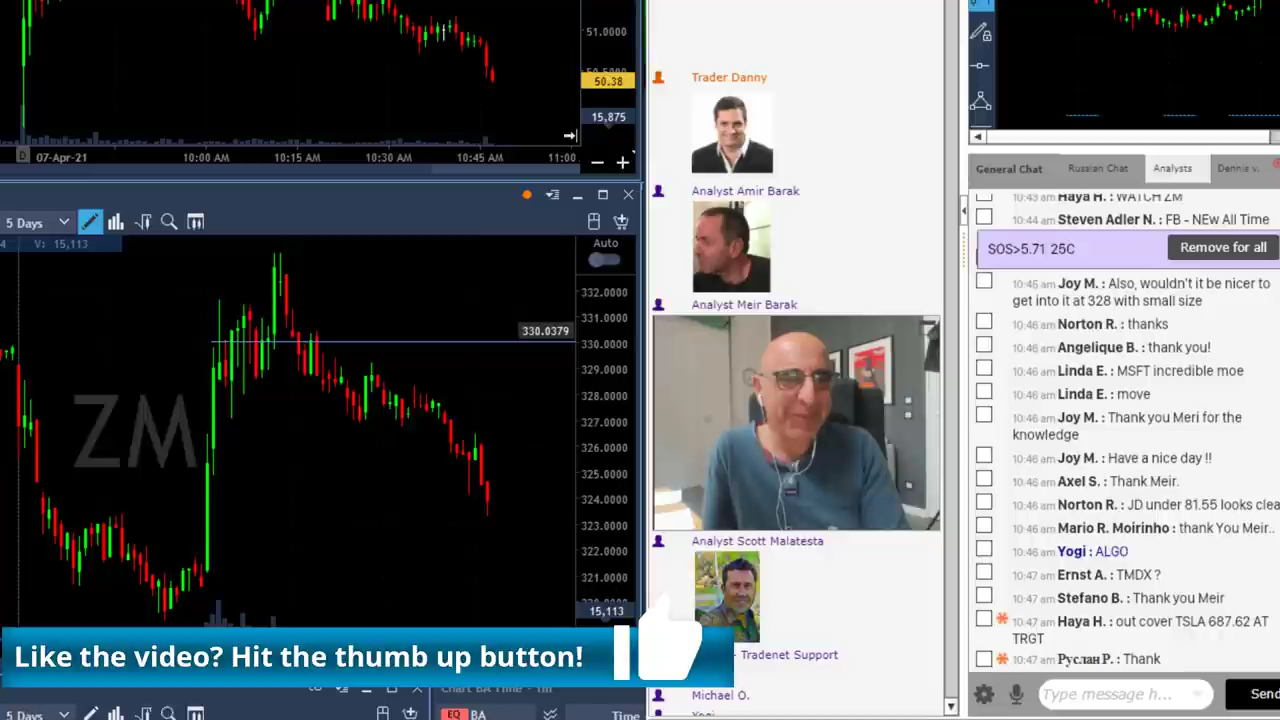 51.0000
50.38
15,875
D
07-Apr-21
10:00 AM
10:15 AM
10:30 AM
10:45 AM
11:00
5 Days
4
V: 15,113
Auto
332.0000
331.0000
330.0379
330.0000
329.0000
328.0000
327.0000
326.0000
325.0000
324.0000
323.0000
322.0000
321.0000
15,113
ZM
Like the video? Hit the thumb up button!
5 Days
Chart BA Time - 1m
EQ BA
Time
Trader Danny
Analyst Amir Barak
Analyst Meir Barak
Analyst Scott Malatesta
- Tradenet Support
Michael O.
Yogi
General Chat
Russian Chat
Analysts
Dennis v.
10:43 am Haya H. : WATCH ZM
10:44 am Steven Adler N. : FB - NEw All Time
SOS>5.71 25C
Remove for all
10:45 am Joy M. : Also, wouldn't it be nicer to
get into it at 328 with small size
10:46 am Norton R. : thanks
10:46 am Angelique B. : thank you!
10:46 am Linda E. : MSFT incredible moe
10:46 am Linda E. : move
10:46 am Joy M. : Thank you Meri for the
knowledge
10:46 am Joy M. : Have a nice day !!
10:46 am Axel S. : Thank Meir.
10:46 am Norton R. : JD under 81.55 looks clea
10:46 am Mario R. Moirinho : thank You Meir..
10:46 am Yogi : ALGO
10:47 am Ernst A. : TMDX ?
10:47 am Stefano B. : Thank you Meir
10:47 am Haya H. : out cover TSLA 687.62 AT
TRGT
10:47 am Руслан Р. : Thank
Type message h...
Send